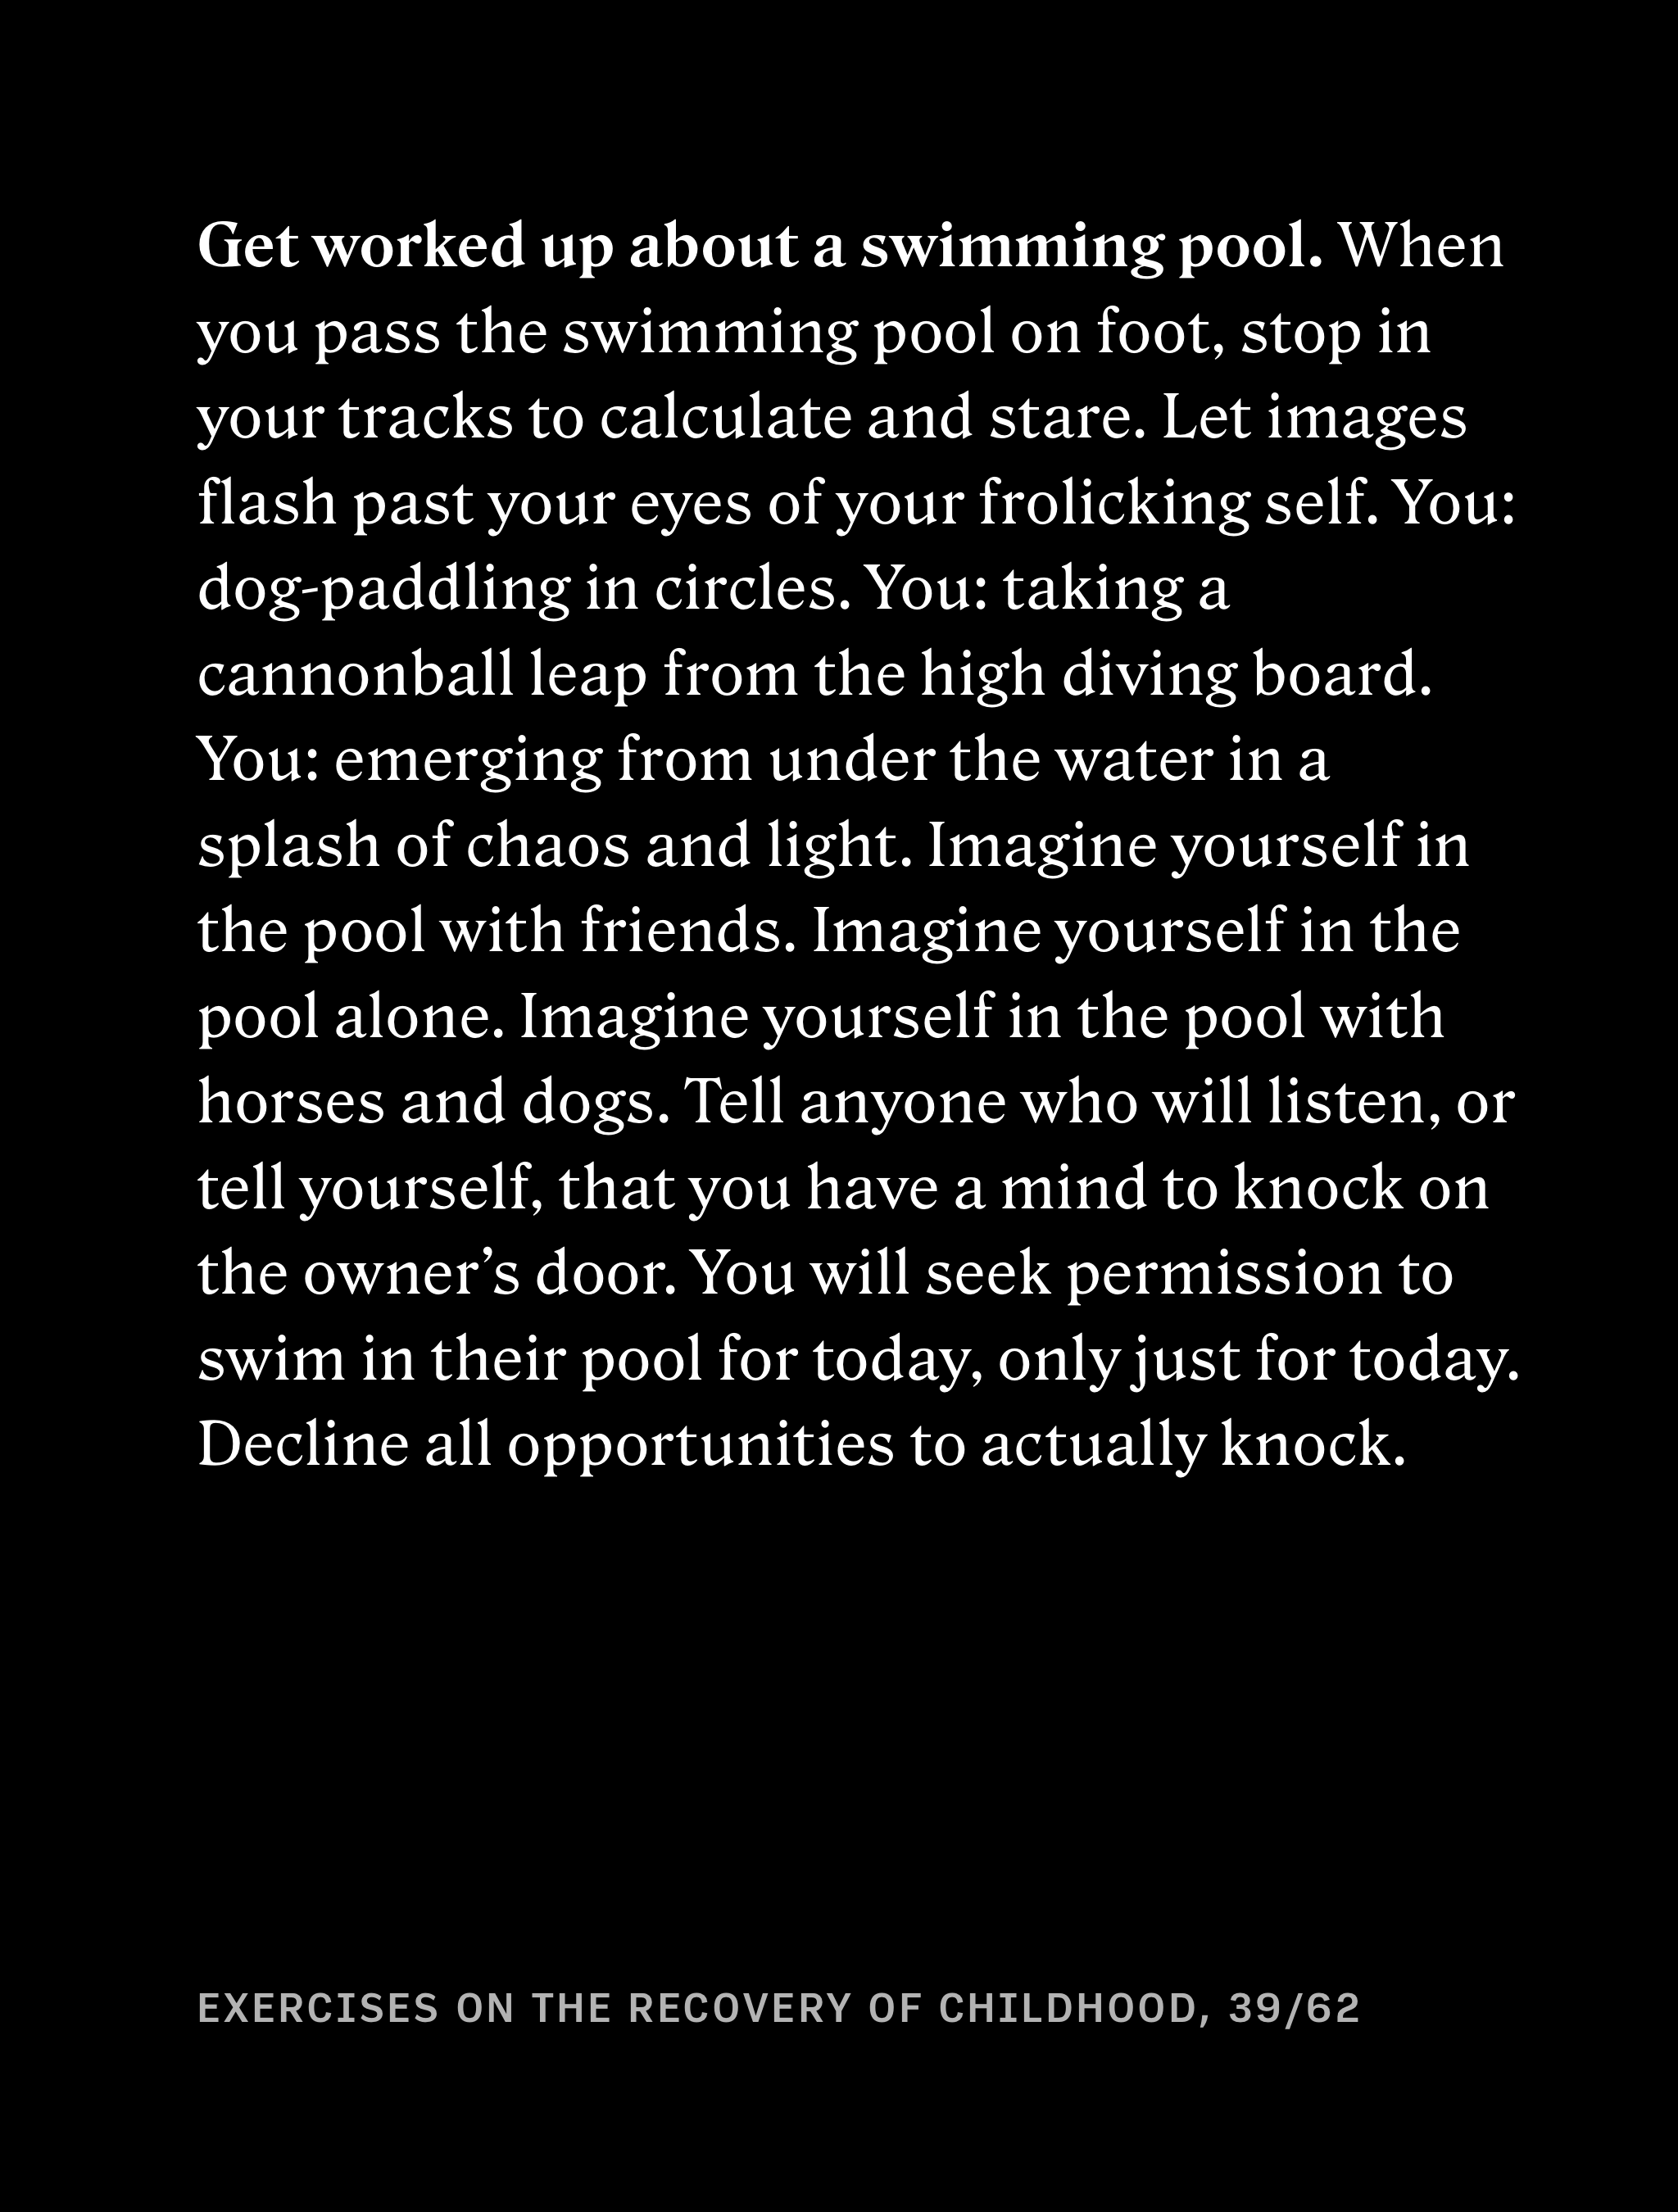 Get worked up about a swimming pool. When
you pass the swimming pool on foot, stop in
your tracks to calculate and stare. Let images
flash past your eyes of your frolicking self. You:
dog-paddling in circles. You: taking a
cannonball leap from the high diving board.
You: emerging from under the water in a
splash of chaos and light. Imagine yourself in
the pool with friends. Imagine yourself in the
pool alone. Imagine yourself in the pool with
horses and dogs. Tell anyone who will listen, or
tell yourself, that you have a mind to knock on
the owner’s door. You will seek permission to
swim in their pool for today, only just for today.
Decline all opportunities to actually knock.
EXERCISES ON THE RECOVERY OF CHILDHOOD, 39/62